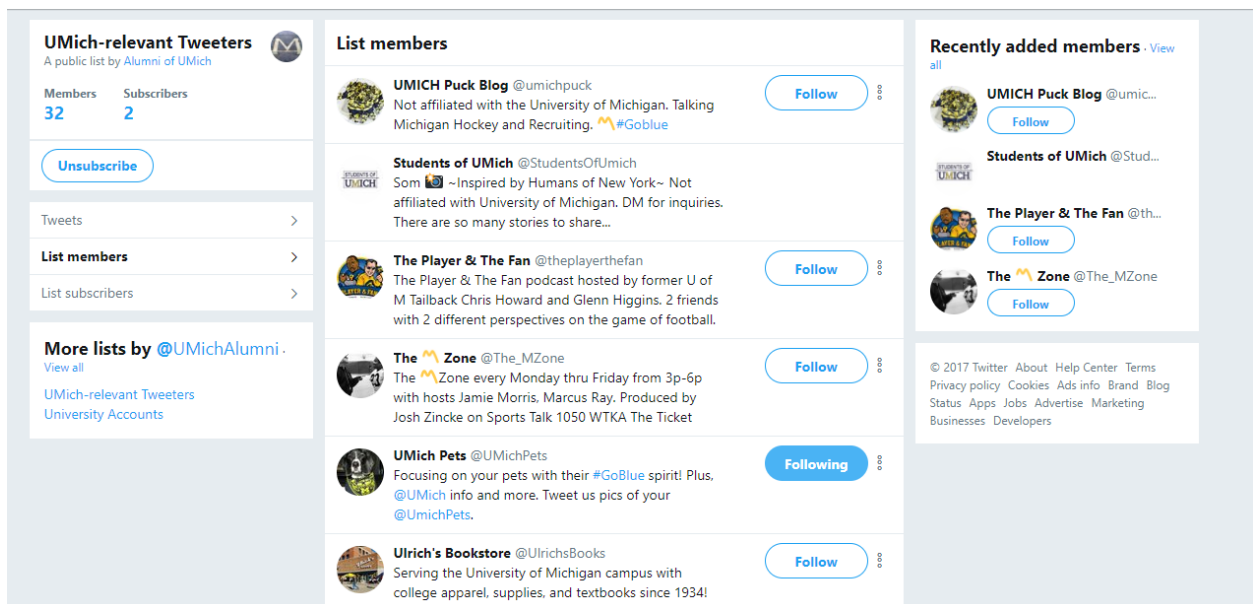 UMich-relevant Tweeters
A public list by Alumni of UMich
Members Subscribers
32 2
Unsubscribe
Tweets
List members
List subscribers
More lists by @UMichAlumni ·
View all
UMich-relevant Tweeters
University Accounts
List members
UMICH Puck Blog @umichpuck
Follow
Not affiliated with the University of Michigan. Talking
Michigan Hockey and Recruiting. 〽️#Goblue
STUDENTS OF
UMICH
Students of UMich @StudentsOfUmich
Som 📷 ~Inspired by Humans of New York~ Not
affiliated with University of Michigan. DM for inquiries.
There are so many stories to share...
The Player & The Fan @theplayerthefan
Follow
The Player & The Fan podcast hosted by former U of
M Tailback Chris Howard and Glenn Higgins. 2 friends
with 2 different perspectives on the game of football.
The 〽️ Zone @The_MZone
Follow
The 〽️Zone every Monday thru Friday from 3p-6p
with hosts Jamie Morris, Marcus Ray. Produced by
Josh Zincke on Sports Talk 1050 WTKA The Ticket
UMich Pets @UMichPets
Following
Focusing on your pets with their #GoBlue spirit! Plus,
@UMich info and more. Tweet us pics of your
@UmichPets.
Ulrich's Bookstore @UlrichsBooks
Follow
Serving the University of Michigan campus with
college apparel, supplies, and textbooks since 1934!
Recently added members · View
all
UMICH Puck Blog @umic...
Follow
STUDENTS OF
UMICH
Students of UMich @Stud...
The Player & The Fan @th...
Follow
The 〽️ Zone @The_MZone
Follow
© 2017 Twitter About Help Center Terms
Privacy policy Cookies Ads info Brand Blog
Status Apps Jobs Advertise Marketing
Businesses Developers